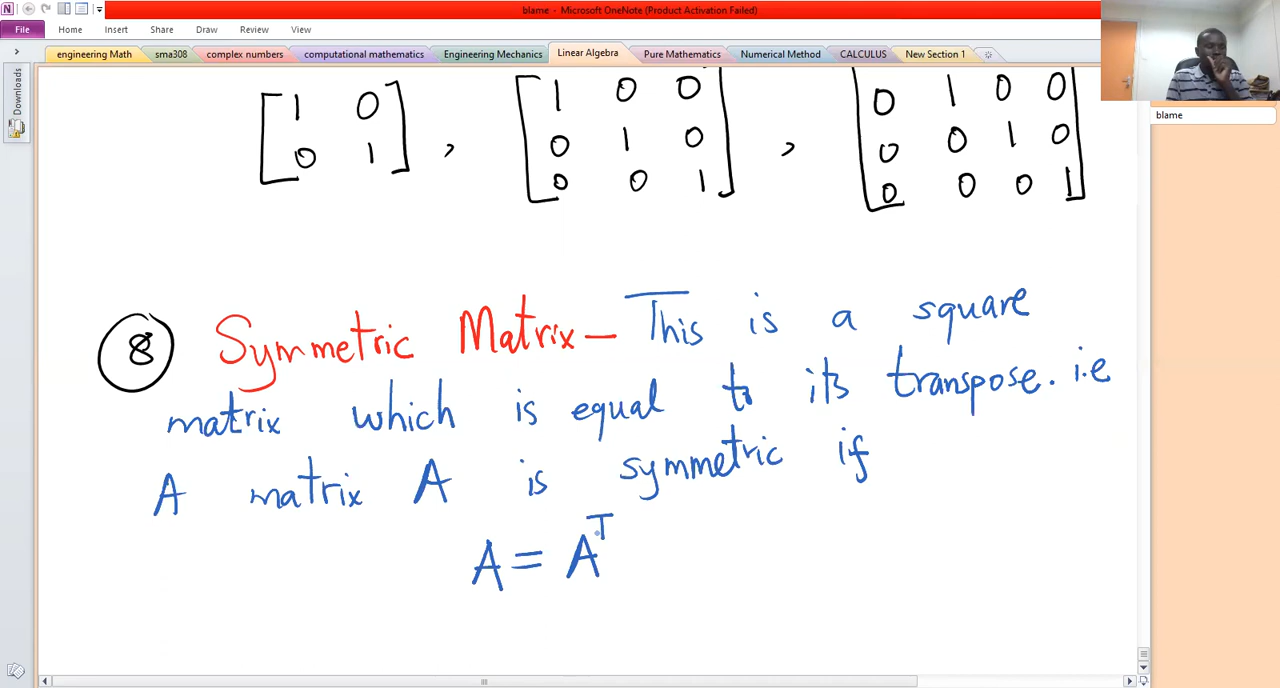 blame - Microsoft OneNote (Product Activation Failed)
File Home Insert Share Draw Review View
engineering Math sma308 complex numbers computational mathematics Engineering Mechanics Linear Algebra Pure Mathematics Numerical Method CALCULUS New Section 1
Downloads
blame
1 0 1 0 0 0 1 0 0
0 1 , 0 1 0 , 0 0 1 0
0 0 1 0 0 0 1
8 Symmetric Matrix - This is a square
matrix which is equal to its transpose. i.e
A matrix A is symmetric if
A = Aᵀ